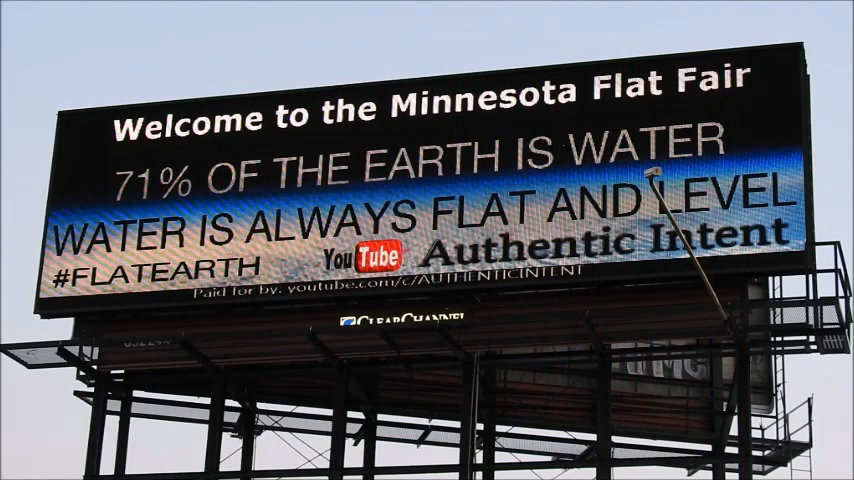 Welcome to the Minnesota Flat Fair
71% OF THE EARTH IS WATER
WATER IS ALWAYS FLAT AND LEVEL
#FLATEARTH YouTube Authentic Intent
Paid for by: youtube.com/c/AUTHENTICINTENT
CLEAR CHANNEL